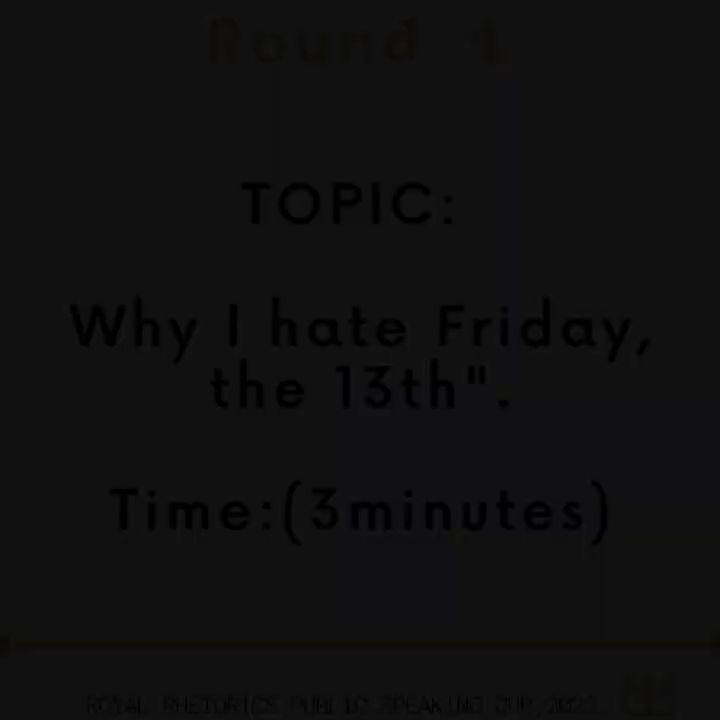 Round 1
TOPIC:
Why I hate Friday,
the 13th".
Time:(3minutes)
ROYAL RHETORICS PUBLIC SPEAKING CUP